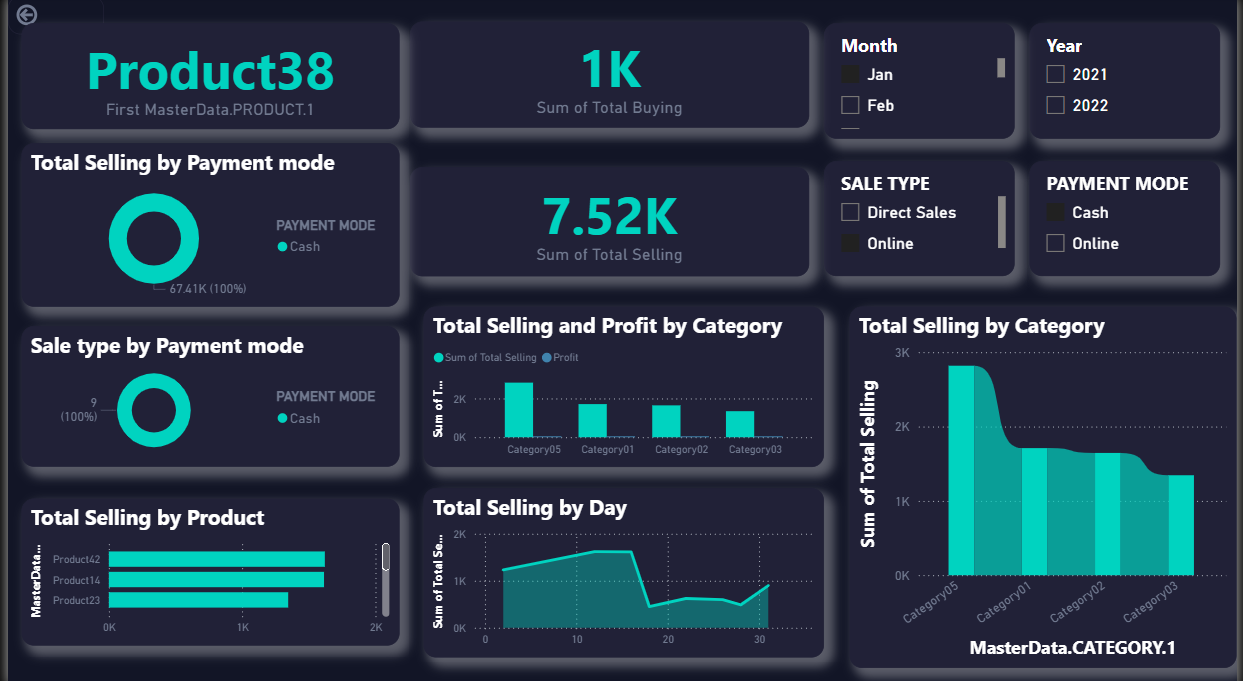 Product38
First MasterData.PRODUCT.1
1K
Sum of Total Buying
Month
Jan
Feb
Year
2021
2022
Total Selling by Payment mode
PAYMENT MODE
Cash
67.41K (100%)
7.52K
Sum of Total Selling
SALE TYPE
Direct Sales
Online
PAYMENT MODE
Cash
Online
Sale type by Payment mode
9
(100%)
PAYMENT MODE
Cash
Total Selling and Profit by Category
Sum of Total Selling Profit
Sum of T...
2K
0K
Category05 Category01 Category02 Category03
Total Selling by Category
Sum of Total Selling
3K
2K
1K
0K
Category05 Category01 Category02 Category03
MasterData.CATEGORY.1
Total Selling by Product
MasterData...
Product42
Product14
Product23
0K 1K 2K
Total Selling by Day
Sum of Total Se...
2K
1K
0K
0 10 20 30